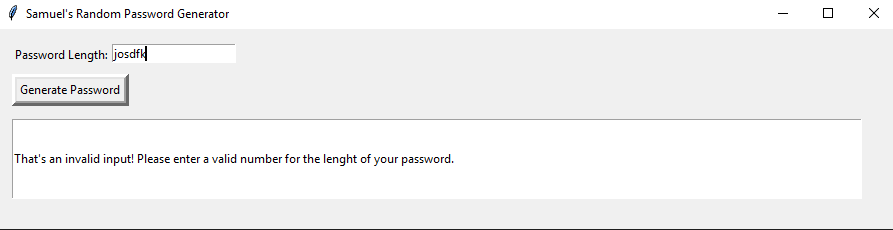 Samuel's Random Password Generator
Password Length: josdfk
Generate Password
That's an invalid input! Please enter a valid number for the lenght of your password.